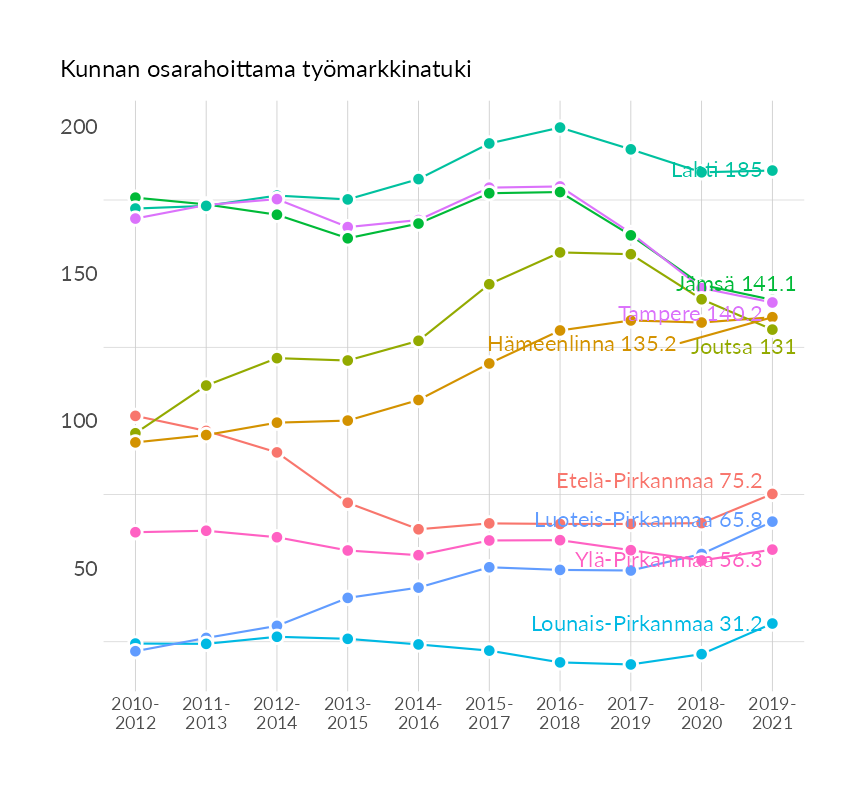 Kunnan osarahoittama työmarkkinatuki
200
Lahti 185
150
Jämsä 141.1
Tampere 140.2
Hämeenlinna 135.2
Joutsa 131
100
Etelä-Pirkanmaa 75.2
Luoteis-Pirkanmaa 65.8
50
Ylä-Pirkanmaa 56.3
Lounais-Pirkanmaa 31.2
2010- 2011- 2012- 2013- 2014- 2015- 2016- 2017- 2018- 2019-
2012 2013 2014 2015 2016 2017 2018 2019 2020 2021